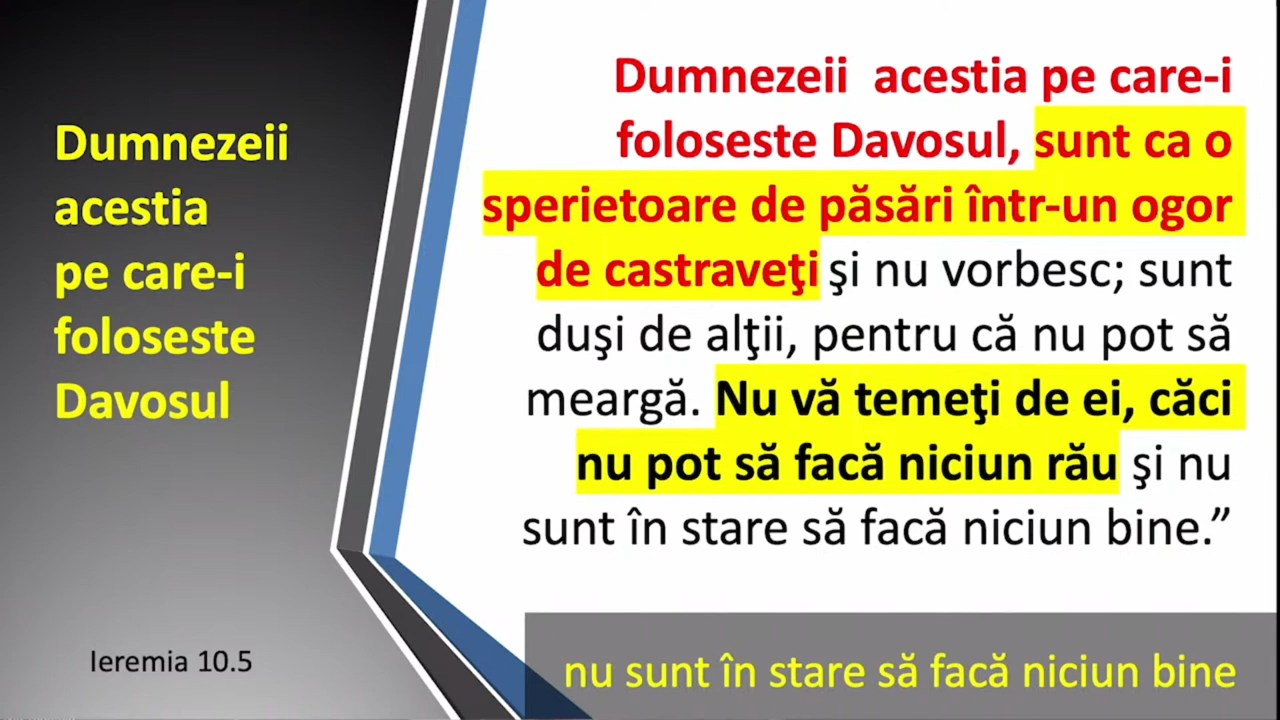 Dumnezeii
acestia
pe care-i
foloseste
Davosul
Ieremia 10.5
Dumnezeii acestia pe care-i
foloseste Davosul, sunt ca o
sperietoare de păsări într-un ogor
de castraveţi şi nu vorbesc; sunt
duşi de alţii, pentru că nu pot să
meargă. Nu vă temeţi de ei, căci
nu pot să facă niciun rău şi nu
sunt în stare să facă niciun bine.”
nu sunt în stare să facă niciun bine